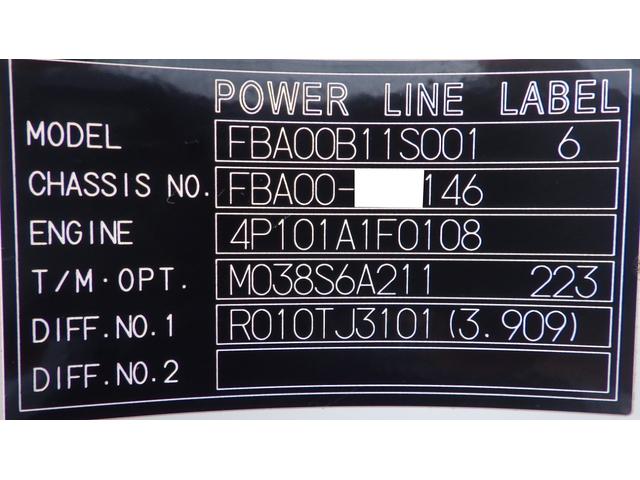 POWER LINE LABEL
MODEL FBA00B11S001 6
CHASSIS NO. FBA00- 146
ENGINE 4P101A1F0108
T/M·OPT. M038S6A211 223
DIFF.NO.1 R010TJ3101(3.909)
DIFF.NO.2